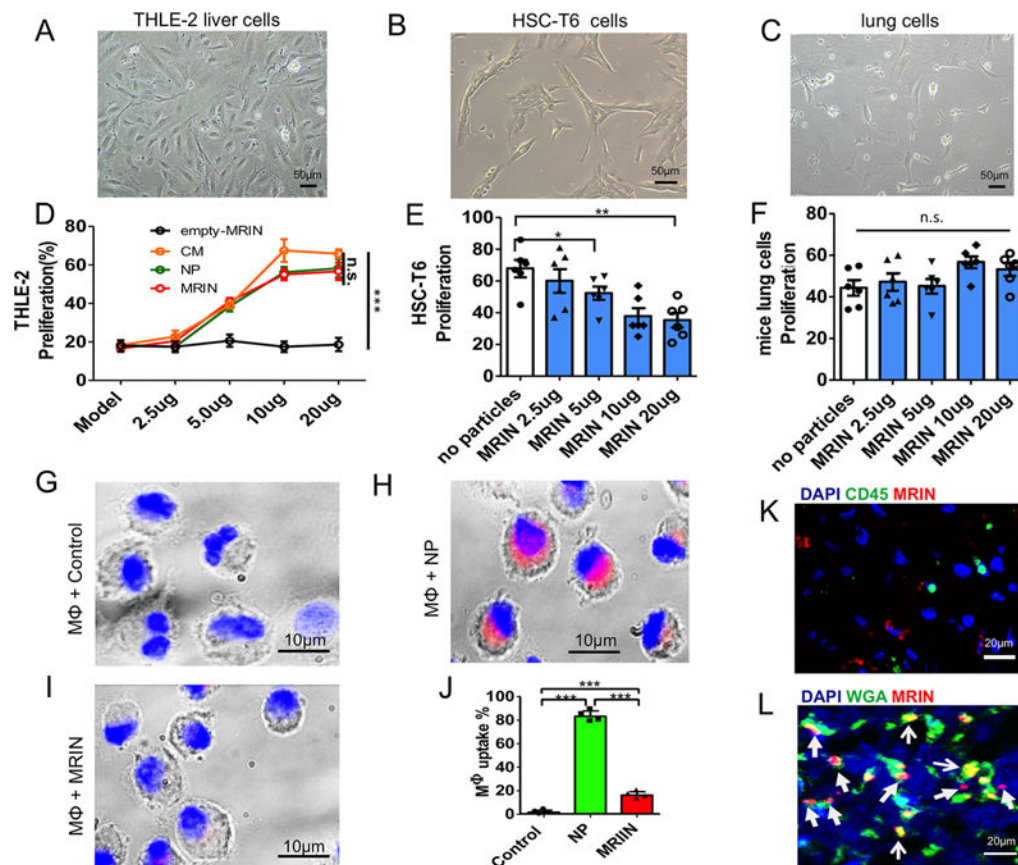 THLE-2 liver cells
A
50µm
HSC-T6 cells
B
50µm
lung cells
C
50µm
D
empty-MRIN
CM
NP
MRIN
THLE-2
Preliferation(%)
80
60
40
20
0
n.s.
***
Model
2.5ug
5.0ug
10ug
20ug
E
HSC-T6
Proliferation
100
80
60
40
20
0
**
*
no particles
MRIN 2.5ug
MRIN 5ug
MRIN 10ug
MRIN 20ug
F
mice lung cells
Proliferation
80
60
40
20
0
n.s.
no particles
MRIN 2.5ug
MRIN 5ug
MRIN 10ug
MRIN 20ug
G
MΦ + Control
10µm
H
MΦ + NP
10µm
I
MΦ + MRIN
10µm
J
MΦ uptake %
100
80
60
40
20
0
***
*** ***
Control
NP
MRIIN
K
DAPI CD45 MRIN
20µm
L
DAPI WGA MRIN
20µm